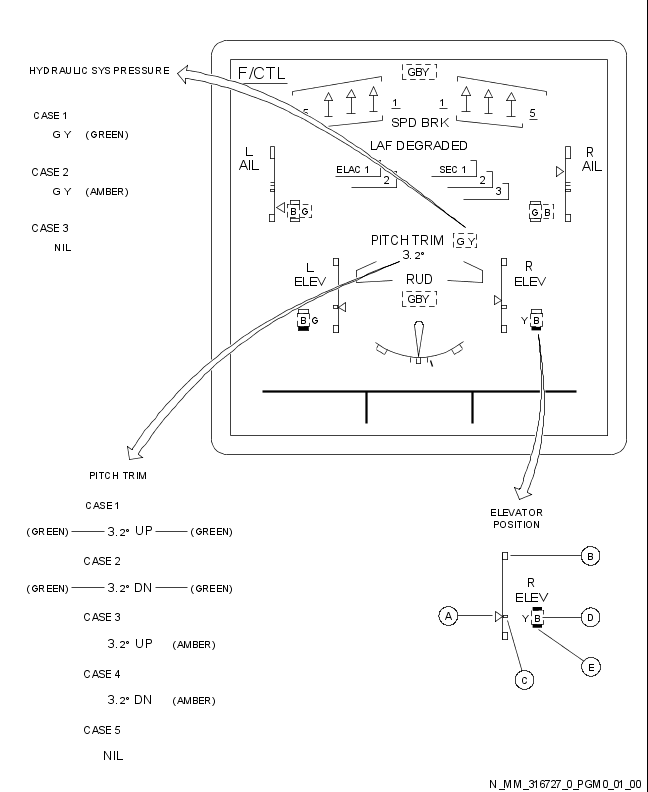 HYDRAULIC SYS PRESSURE
CASE 1
G Y (GREEN)
CASE 2
G Y (AMBER)
CASE 3
NIL
F/CTL
GBY
5 1 1 5
SPD BRK
LAF DEGRADED
L
AIL
R
AIL
ELAC 1
2
SEC 1
2
3
B G
G B
PITCH TRIM G Y
3.2°
L
ELEV
R
ELEV
RUD
GBY
B G
Y B
PITCH TRIM
CASE 1
(GREEN) 3.2° UP (GREEN)
CASE 2
(GREEN) 3.2° DN (GREEN)
CASE 3
3.2° UP (AMBER)
CASE 4
3.2° DN (AMBER)
CASE 5
NIL
ELEVATOR
POSITION
B
R
ELEV
A
Y B
D
E
C
N_MM_316727_0_PGM0_01_00